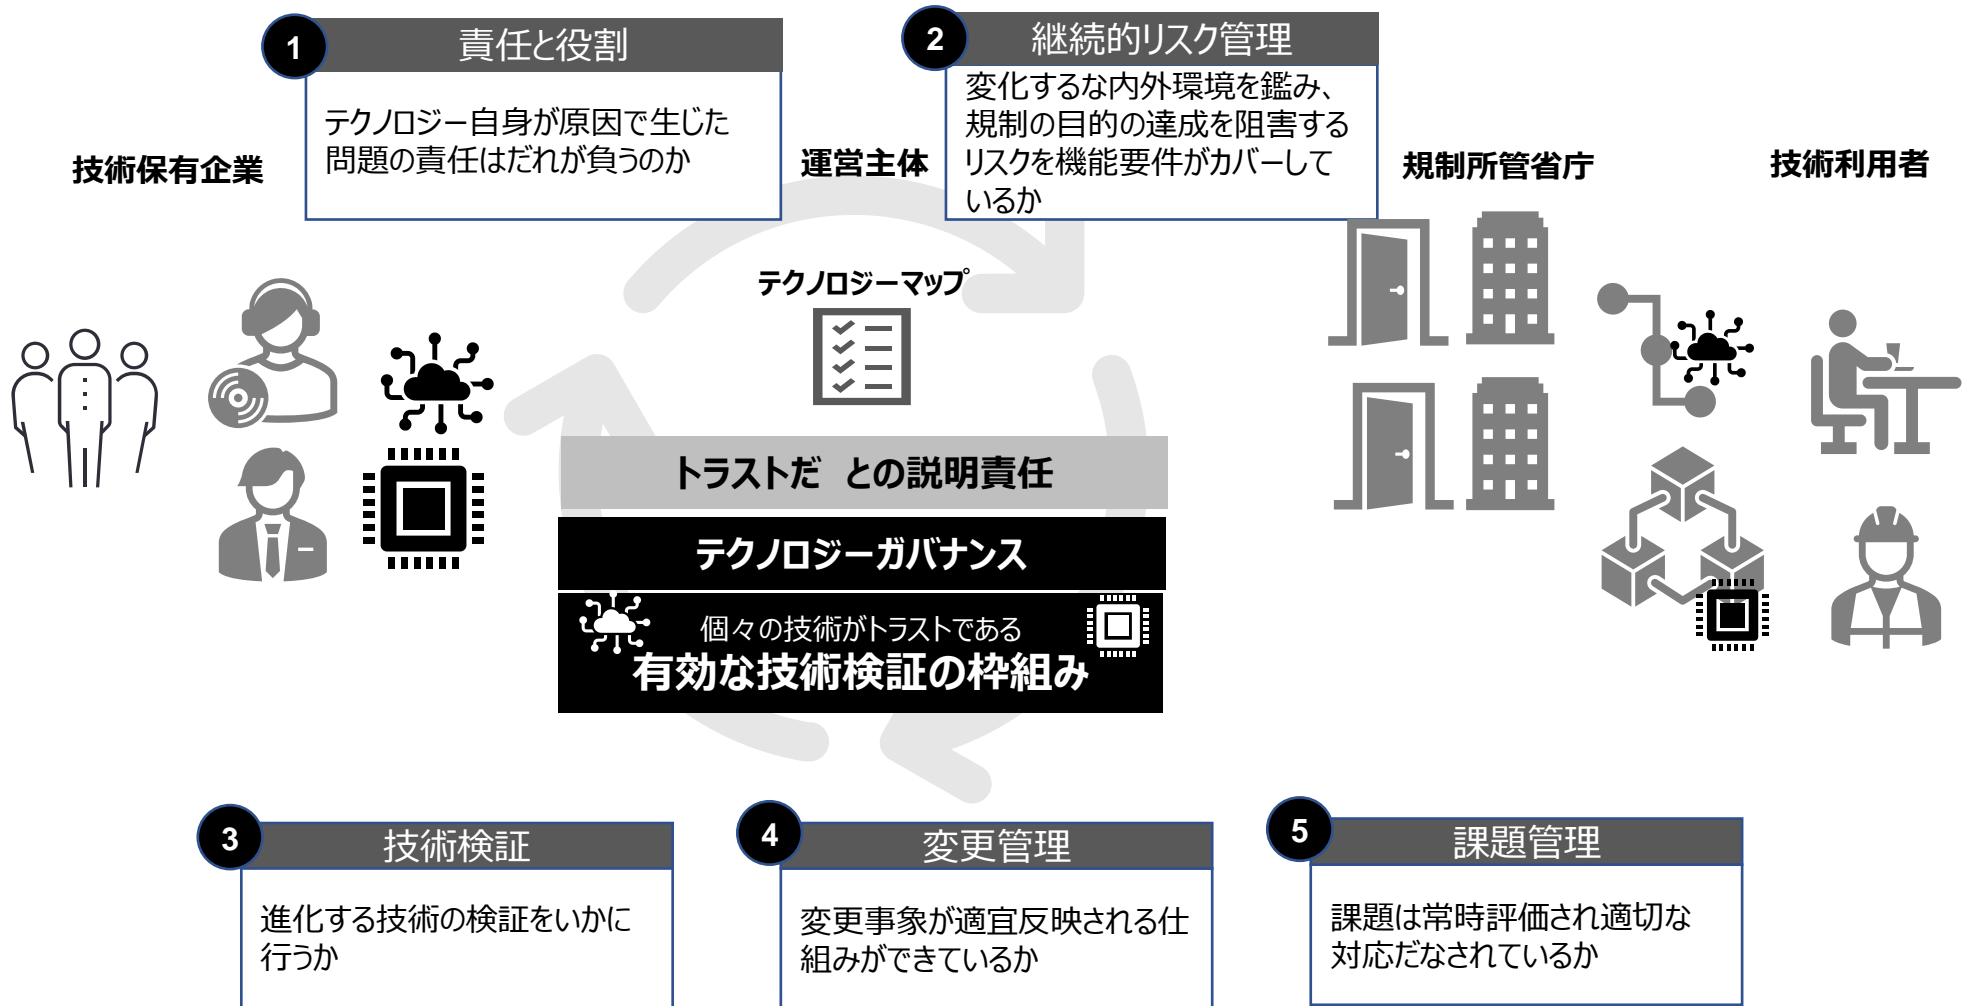 1
責任と役割
テクノロジー自身が原因で生じた
問題の責任はだれが負うのか
2
継続的リスク管理
変化するな内外環境を鑑み、
規制の目的の達成を阻害する
リスクを機能要件がカバーして
いるか
技術保有企業
運営主体
規制所管省庁
技術利用者
テクノロジーマップ
トラストだ との説明責任
テクノロジーガバナンス
個々の技術がトラストである
有効な技術検証の枠組み
3
技術検証
進化する技術の検証をいかに
行うか
4
変更管理
変更事象が適宜反映される仕
組みができているか
5
課題管理
課題は常時評価され適切な
対応だなされているか